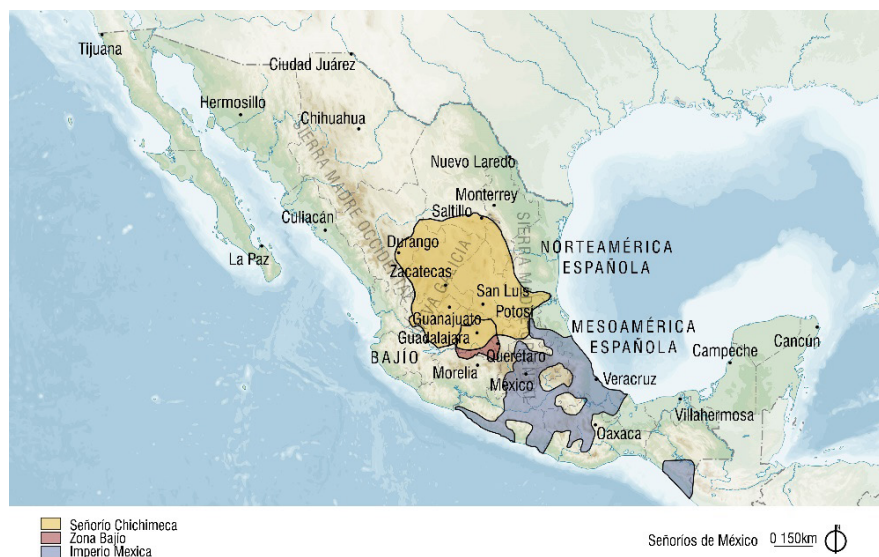 Tijuana
Ciudad Juárez
Hermosillo
Chihuahua
Nuevo Laredo
Monterrey
Saltillo
Culiacán
La Paz
Durango
Zacatecas
San Luis
Potosí
Guanajuato
Guadalajara
BAJÍO
Querétaro
Morelia
México
Veracruz
Oaxaca
Villahermosa
Campeche
Cancún
SIERRA MADRE OCCIDENTAL
NORTEAMÉRICA
ESPAÑOLA
MESOAMÉRICA
ESPAÑOLA
Señorío Chichimeca
Zona Bajío
Imperio Mexica
Señoríos de México 0 150km